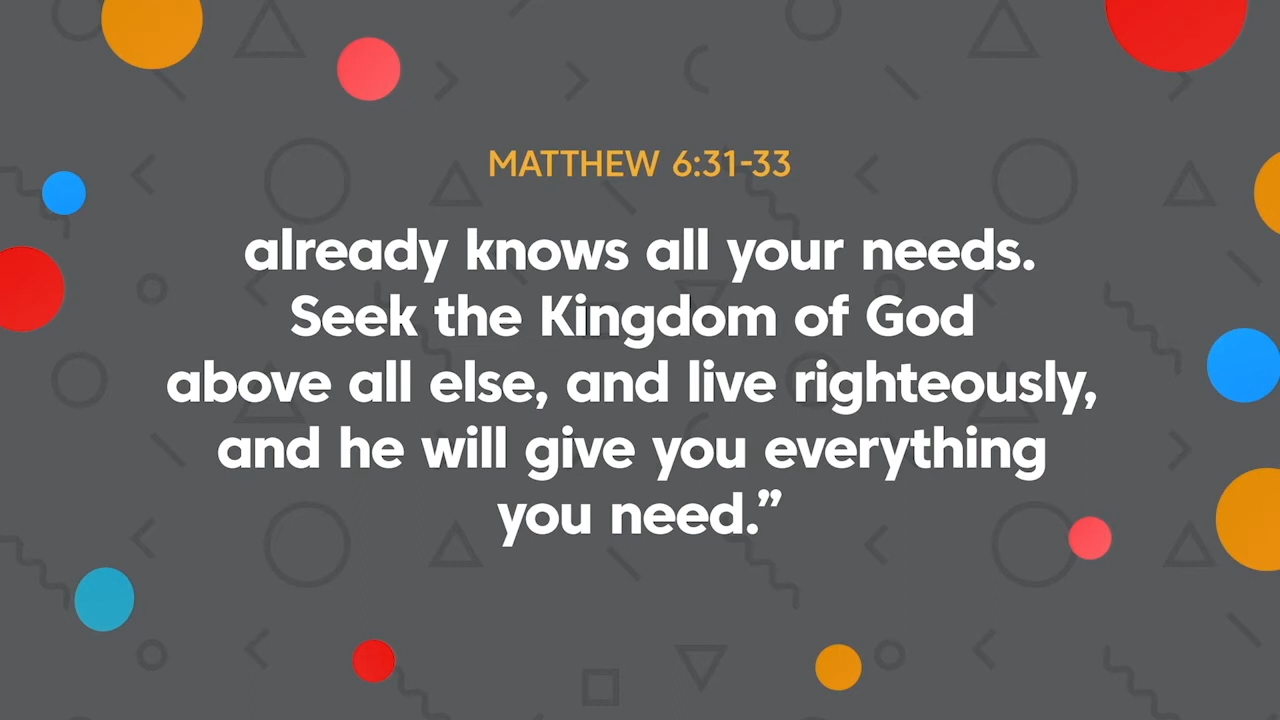 MATTHEW 6:31-33
already knows all your needs.
Seek the Kingdom of God
above all else, and live righteously,
and he will give you everything
you need.”